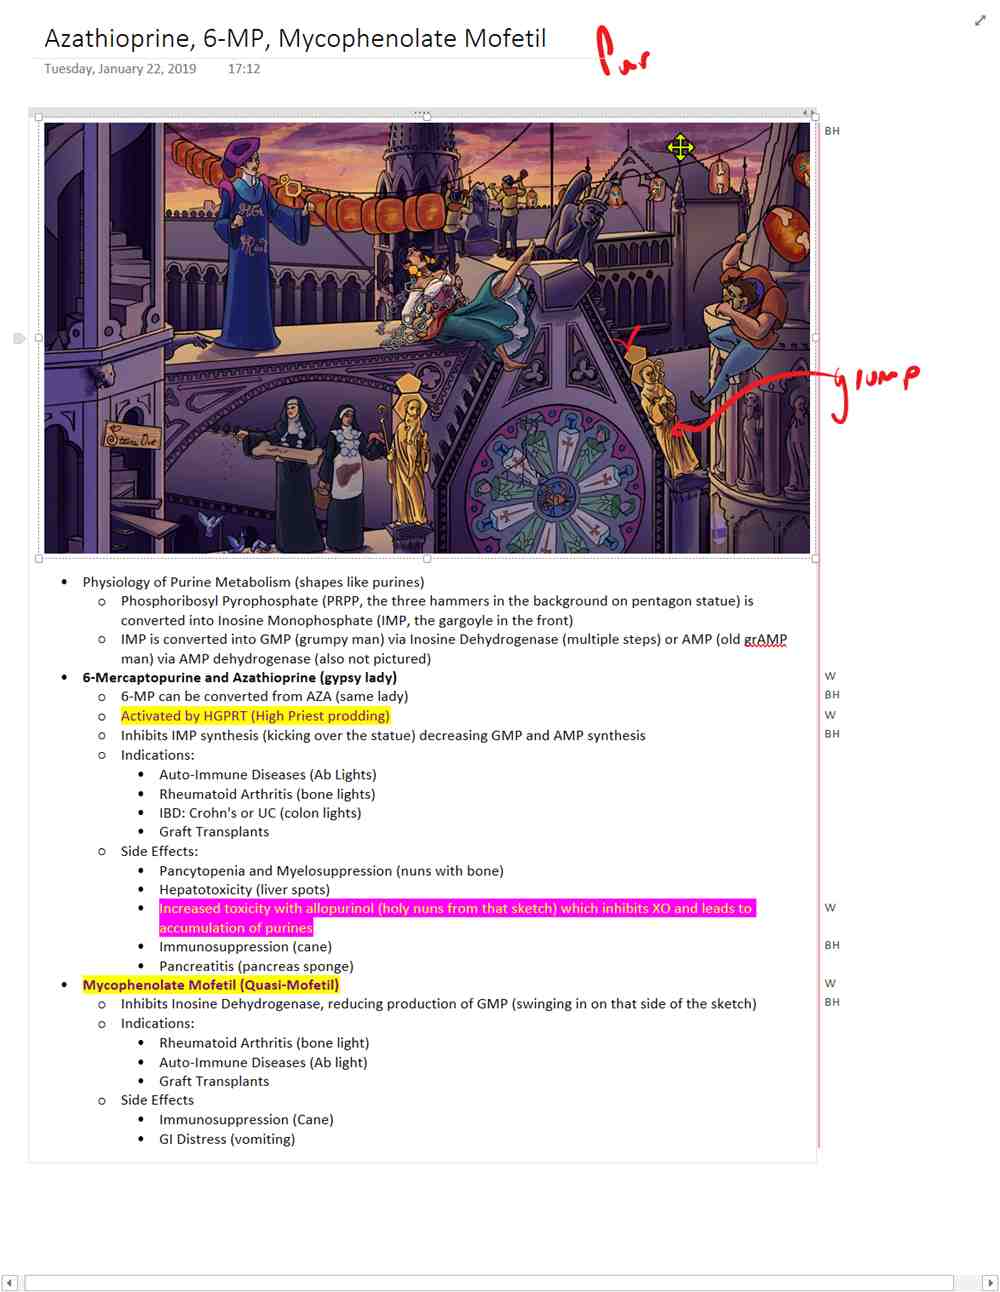 Azathioprine, 6-MP, Mycophenolate Mofetil
Tuesday, January 22, 2019 17:12
BH
grump
• Physiology of Purine Metabolism (shapes like purines)
o Phosphoribosyl Pyrophosphate (PRPP, the three hammers in the background on pentagon statue) is
converted into Inosine Monophosphate (IMP, the gargoyle in the front)
o IMP is converted into GMP (grumpy man) via Inosine Dehydrogenase (multiple steps) or AMP (old grAMP
man) via AMP dehydrogenase (also not pictured)
• 6-Mercaptopurine and Azathioprine (gypsy lady) W
o 6-MP can be converted from AZA (same lady) BH
o Activated by HGPRT (High Priest prodding) W
o Inhibits IMP synthesis (kicking over the statue) decreasing GMP and AMP synthesis BH
o Indications:
• Auto-Immune Diseases (Ab Lights)
• Rheumatoid Arthritis (bone lights)
• IBD: Crohn's or UC (colon lights)
• Graft Transplants
o Side Effects:
• Pancytopenia and Myelosuppression (nuns with bone)
• Hepatotoxicity (liver spots)
• Increased toxicity with allopurinol (holy nuns from that sketch) which inhibits XO and leads to W
accumulation of purines
• Immunosuppression (cane) BH
• Pancreatitis (pancreas sponge)
• Mycophenolate Mofetil (Quasi-Mofetil) W
o Inhibits Inosine Dehydrogenase, reducing production of GMP (swinging in on that side of the sketch) BH
o Indications:
• Rheumatoid Arthritis (bone light)
• Auto-Immune Diseases (Ab light)
• Graft Transplants
o Side Effects
• Immunosuppression (Cane)
• GI Distress (vomiting)